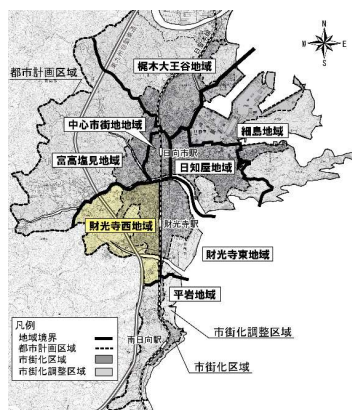 N
W E
S
梶木大王谷地域
都市計画区域
中心市街地地域
細島地域
日向市駅
富高塩見地域
日知屋地域
財光寺西地域
財光寺駅
財光寺東地域
平岩地域
凡例
地域境界
都市計画区域
市街化区域
市街化調整区域
南日向駅
市街化調整区域
市街化区域